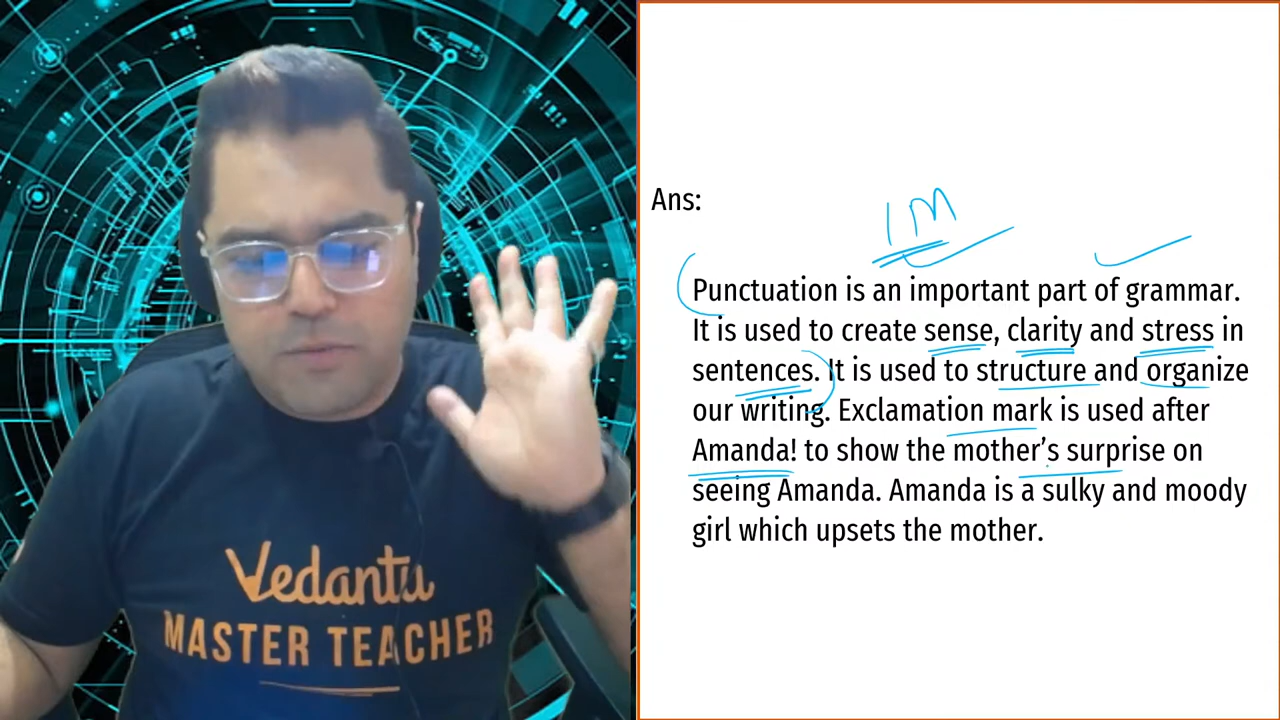 Vedantu
MASTER TEACHER
Ans:
1M
Punctuation is an important part of grammar.
It is used to create sense, clarity and stress in
sentences. It is used to structure and organize
our writing. Exclamation mark is used after
Amanda! to show the mother’s surprise on
seeing Amanda. Amanda is a sulky and moody
girl which upsets the mother.